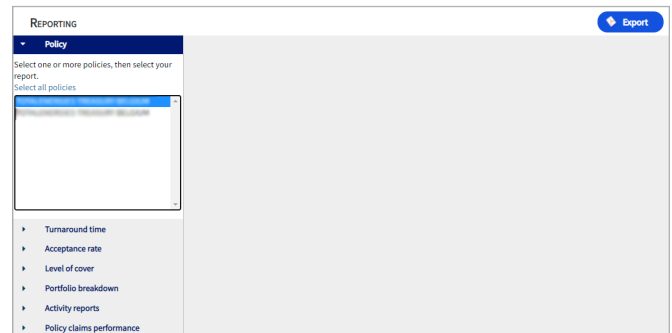 REPORTING
Export
Policy
Select one or more policies, then select your
report.
Select all policies
Turnaround time
Acceptance rate
Level of cover
Portfolio breakdown
Activity reports
Policy claims performance